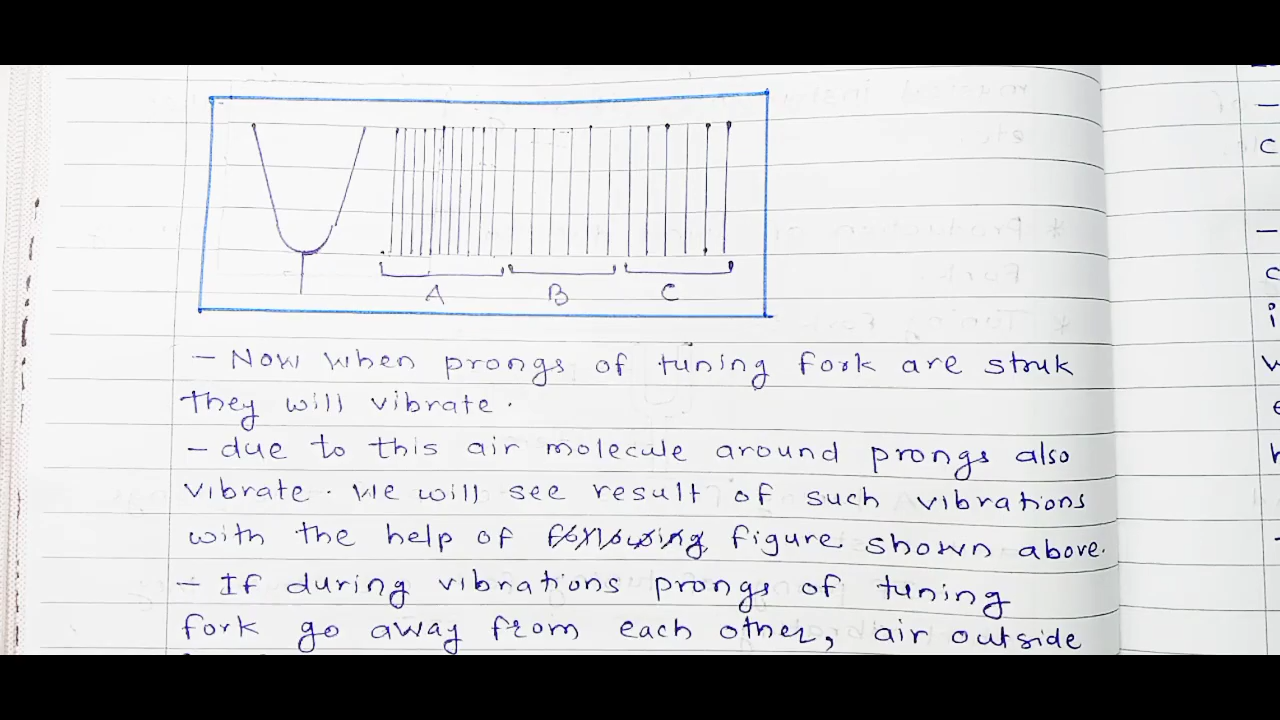 A B C
- Now when prongs of tuning fork are struk
they will vibrate.
- due to this air molecule around prongs also
vibrate. We will see result of such vibrations
with the help of figure shown above.
- If during vibrations prongs of tuning
fork go away from each other, air outside